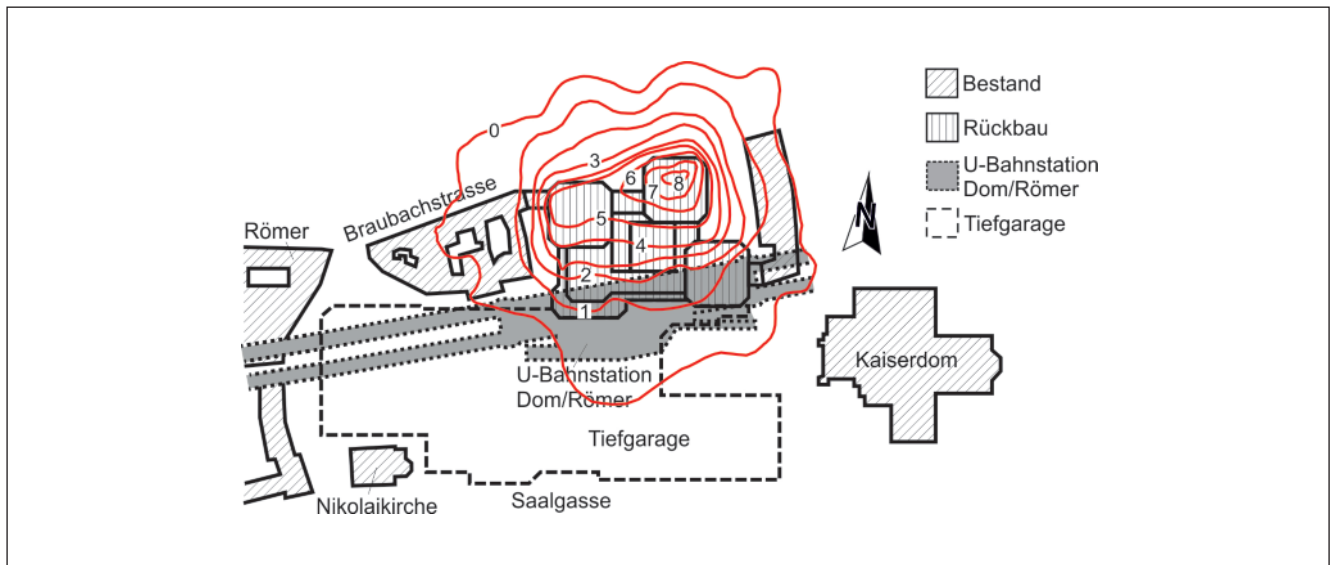 Bestand
Rückbau
U-Bahnstation
Dom/Römer
Tiefgarage
N
0
3
6
7
8
5
4
2
1
Braubachstrasse
Römer
Kaiserdom
U-Bahnstation
Dom/Römer
Tiefgarage
Nikolaikirche
Saalgasse